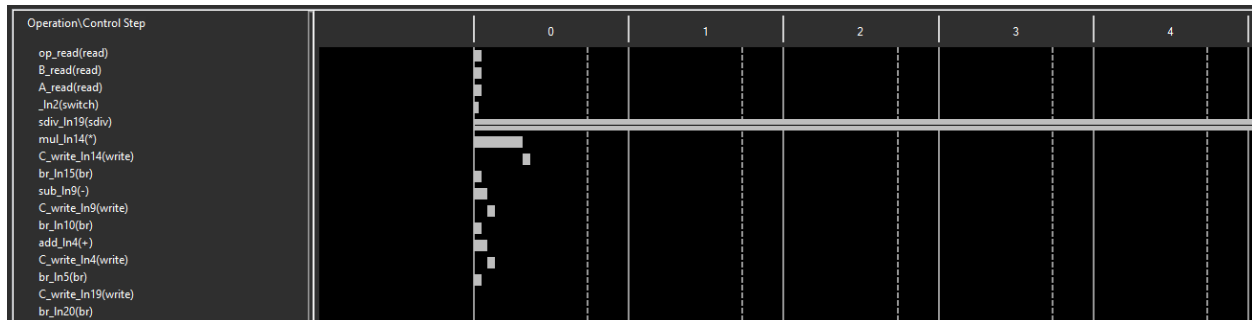 Operation\Control Step 0 1 2 3 4
op_read(read)
B_read(read)
A_read(read)
_ln2(switch)
sdiv_ln19(sdiv)
mul_ln14(*)
C_write_ln14(write)
br_ln15(br)
sub_ln9(-)
C_write_ln9(write)
br_ln10(br)
add_ln4(+)
C_write_ln4(write)
br_ln5(br)
C_write_ln19(write)
br_ln20(br)